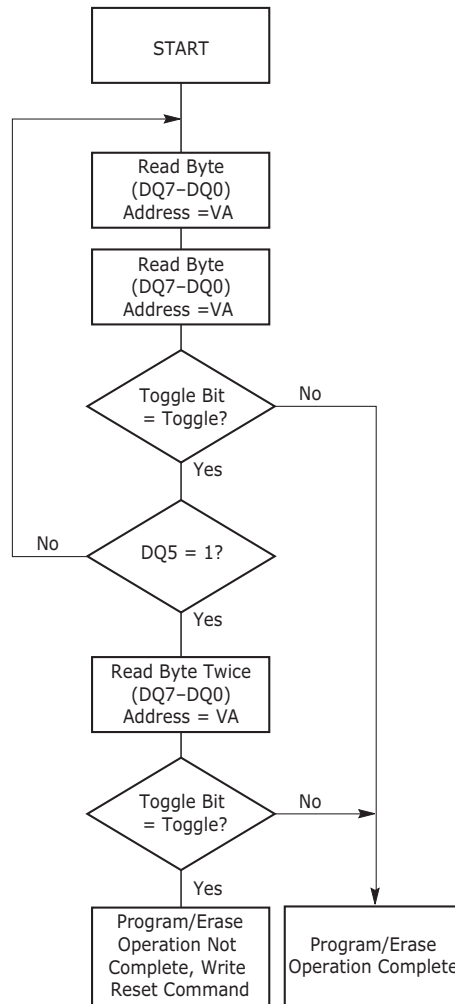 START
Read Byte
(DQ7–DQ0)
Address =VA
Read Byte
(DQ7–DQ0)
Address =VA
Toggle Bit
= Toggle?
No
Yes
No
DQ5 = 1?
Yes
Read Byte Twice
(DQ7–DQ0)
Address = VA
Toggle Bit
= Toggle?
No
Yes
Program/Erase
Operation Not
Complete, Write
Reset Command
Program/Erase
Operation Complete